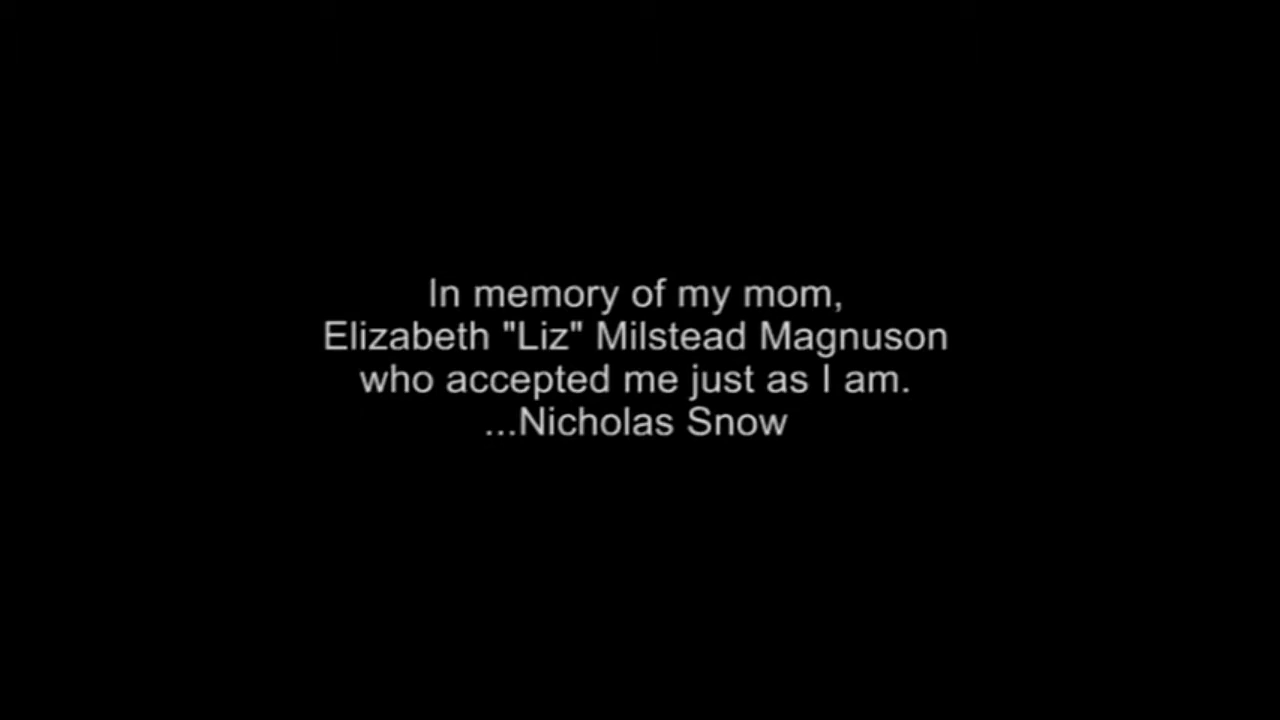 In memory of my mom,
Elizabeth "Liz" Milstead Magnuson
who accepted me just as I am.
...Nicholas Snow